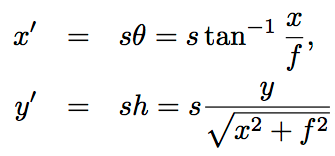 x′ = sθ = s tan⁻¹ x/f,
y′ = sh = s y/√(x² + f²)